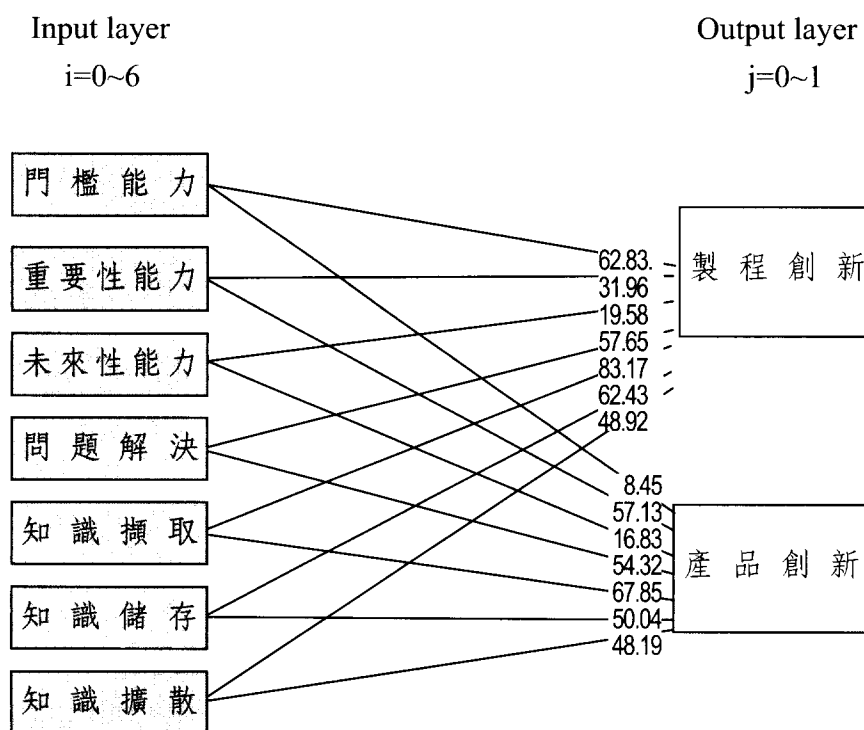 Input layer
i=0~6
Output layer
j=0~1
門檻能力
重要性能力
未來性能力
問題解決
知識擷取
知識儲存
知識擴散
62.83.
31.96
19.58
57.65
83.17
62.43
48.92
製程創新
8.45
57.13
16.83
54.32
67.85
50.04
48.19
產品創新